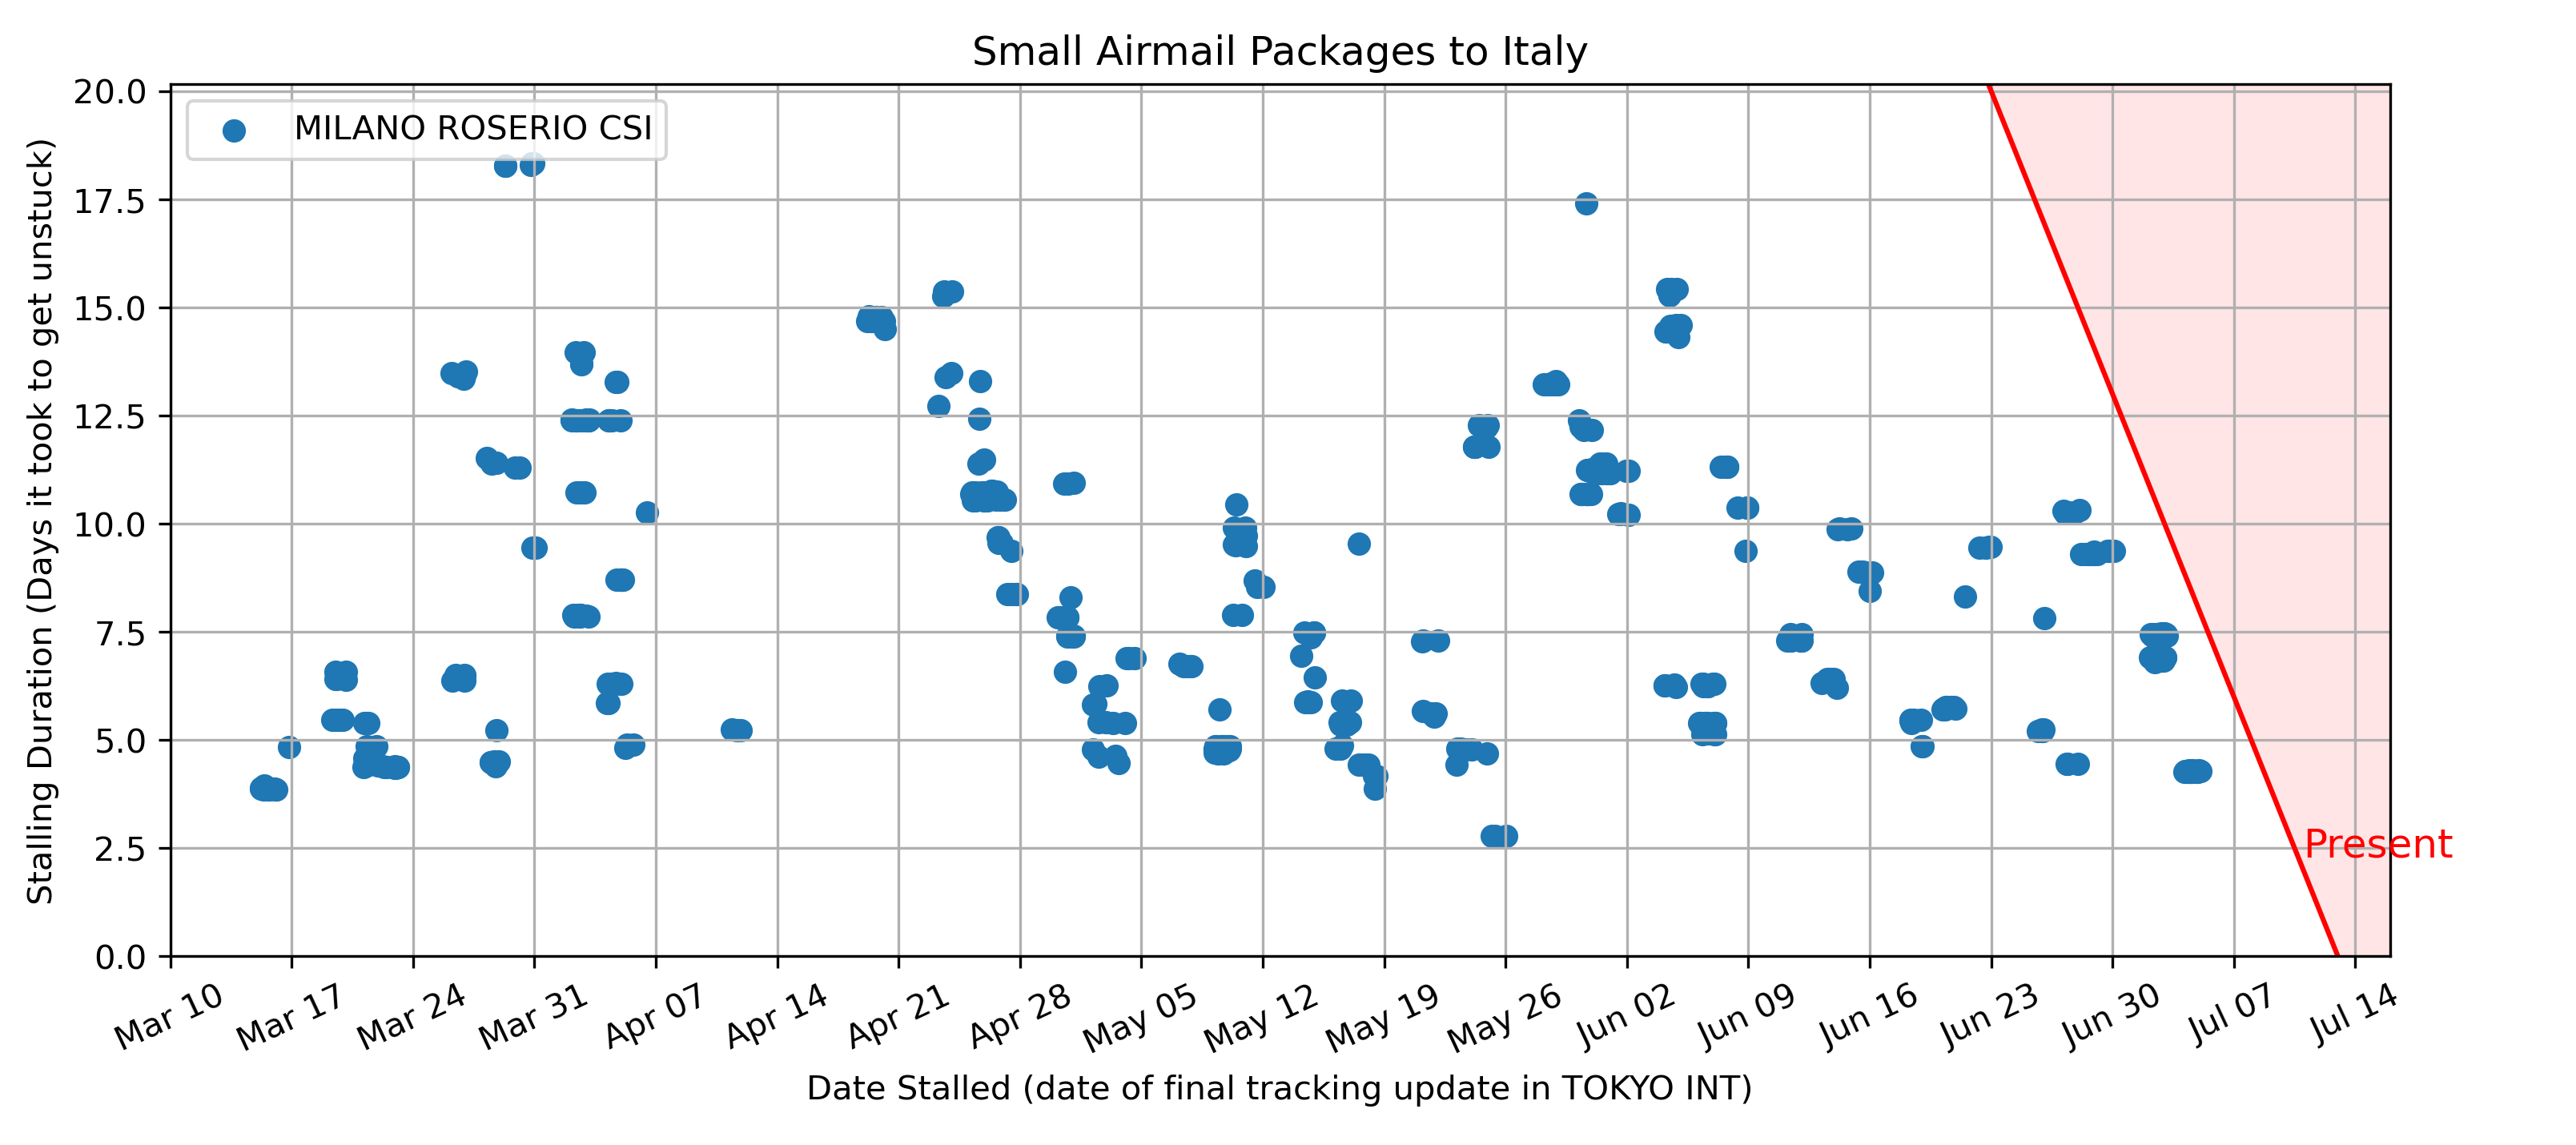 Small Airmail Packages to Italy
MILANO ROSERIO CSI
Stalling Duration (Days it took to get unstuck)
20.0
17.5
15.0
12.5
10.0
7.5
5.0
2.5
0.0
Present
Mar 10
Mar 17
Mar 24
Mar 31
Apr 07
Apr 14
Apr 21
Apr 28
May 05
May 12
May 19
May 26
Jun 02
Jun 09
Jun 16
Jun 23
Jun 30
Jul 07
Jul 14
Date Stalled (date of final tracking update in TOKYO INT)